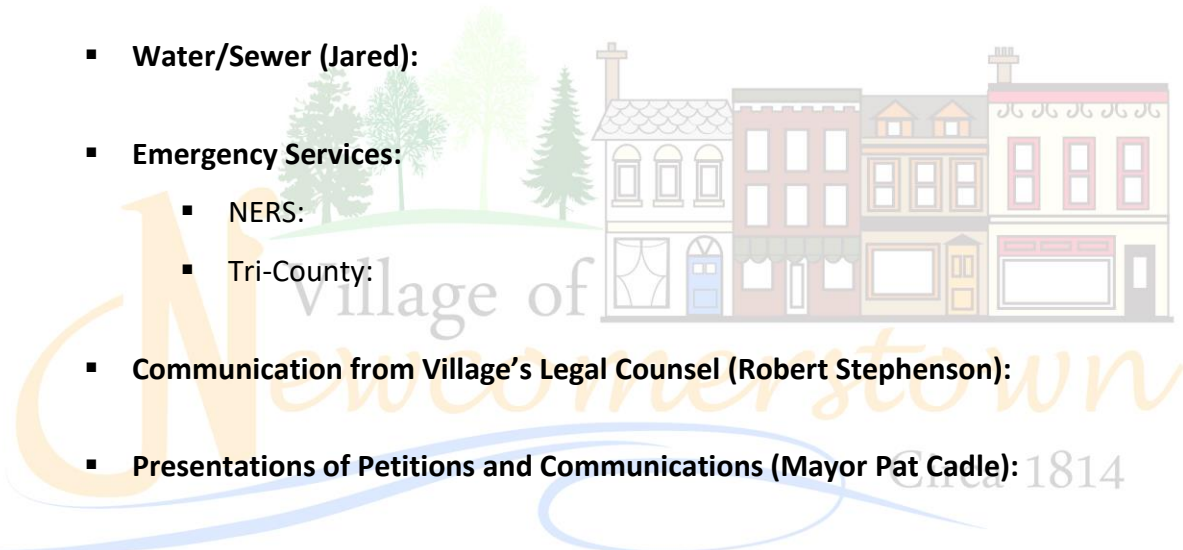 ▪ Water/Sewer (Jared):
▪ Emergency Services:
▪ NERS:
▪ Tri-County:
Village of
▪ Communication from Village’s Legal Counsel (Robert Stephenson):
Newcomerstown
▪ Presentations of Petitions and Communications (Mayor Pat Cadle):
Circa 1814